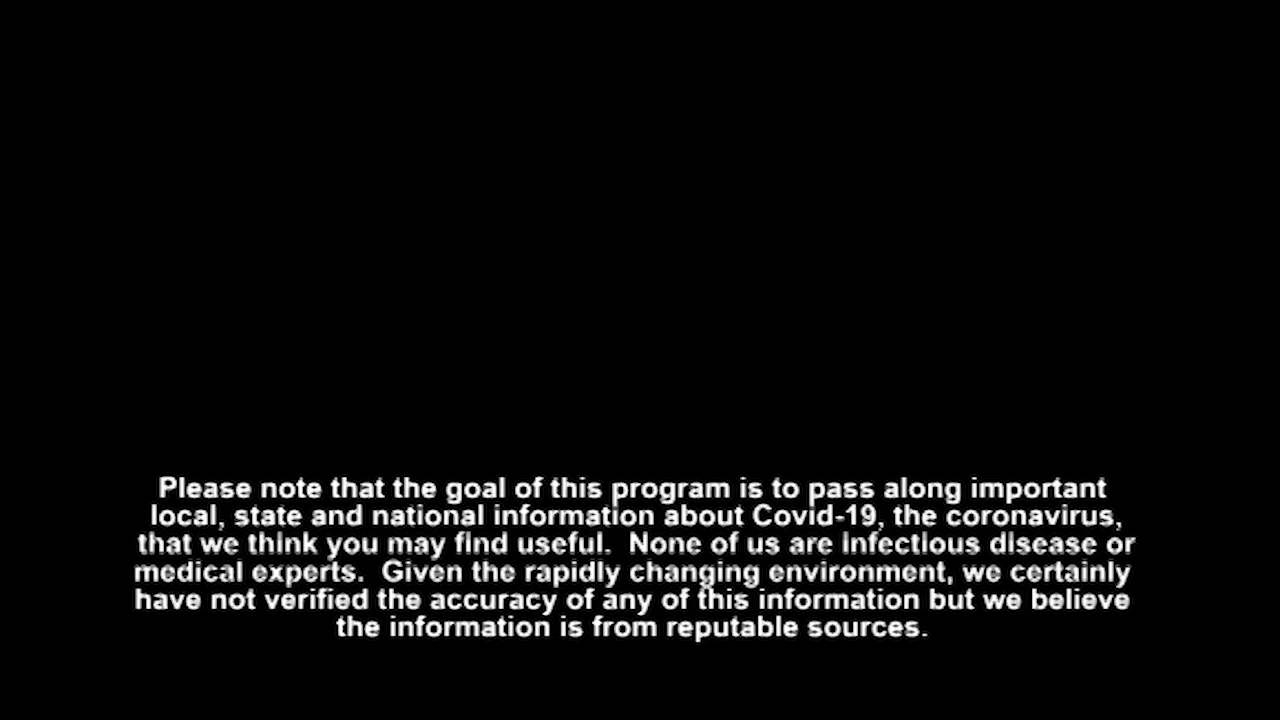 Please note that the goal of this program is to pass along important
local, state and national information about Covid-19, the coronavirus,
that we think you may find useful.  None of us are infectious disease or
medical experts.  Given the rapidly changing environment, we certainly
have not verified the accuracy of any of this information but we believe
the information is from reputable sources.